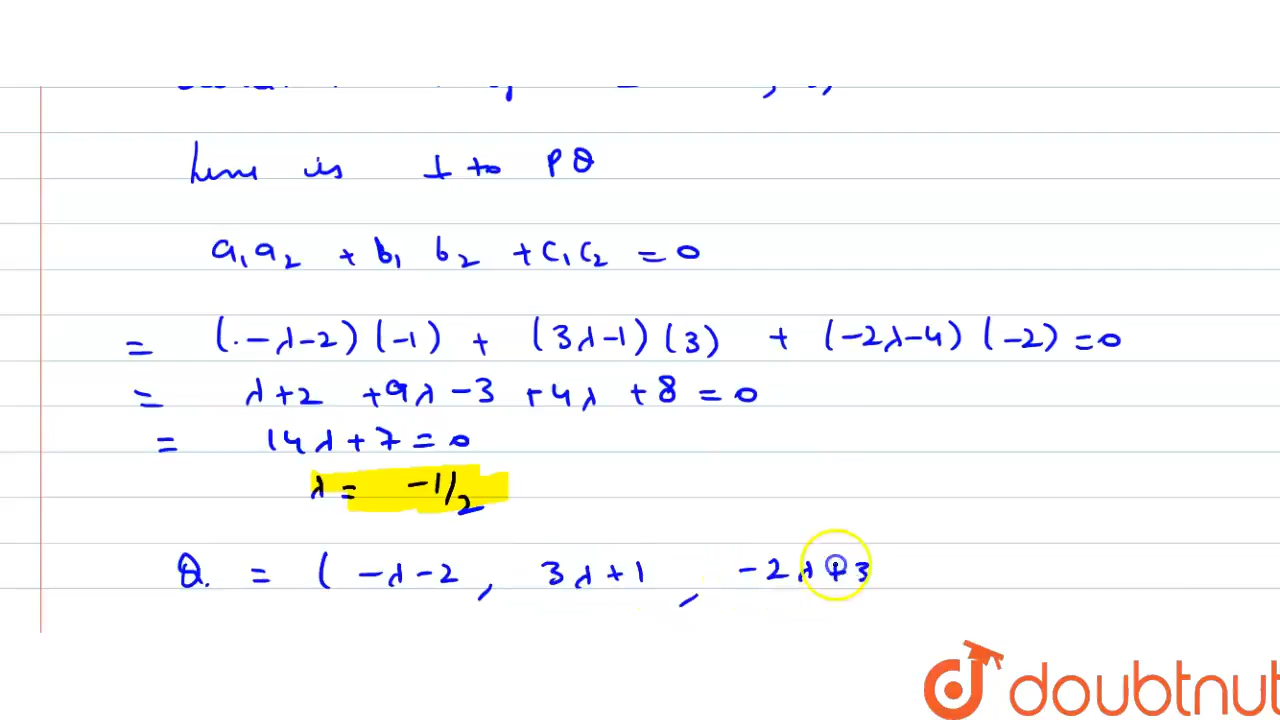 Line is ⊥ to PQ
a₁a₂ + b₁ b₂ + c₁c₂ = 0
= (-λ-2)(-1) + (3λ-1)(3) + (-2λ-4)(-2) = 0
= λ+2 +9λ-3 +4λ +8 = 0
= 14λ+7 = 0
λ = -1/2
Q. = ( -λ-2 , 3λ+1 , -2λ+3
doubtnut